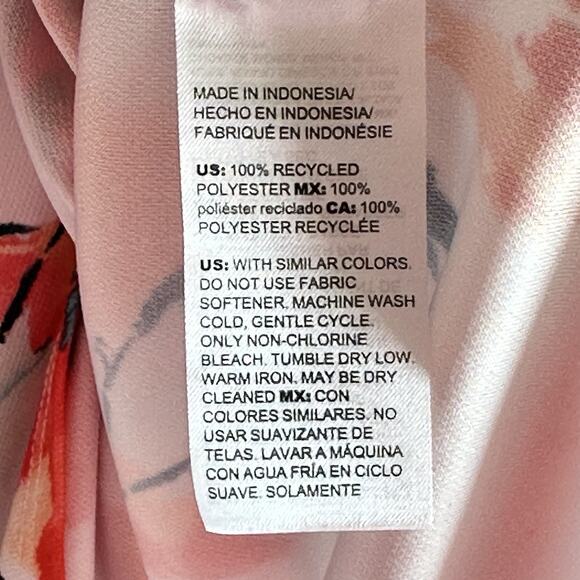 MADE IN INDONESIA/
HECHO EN INDONESIA/
FABRIQUÉ EN INDONÉSIE
US: 100% RECYCLED
POLYESTER MX: 100%
poliéster reciclado CA: 100%
POLYESTER RECYCLÉE
US: WITH SIMILAR COLORS.
DO NOT USE FABRIC
SOFTENER. MACHINE WASH
COLD, GENTLE CYCLE.
ONLY NON-CHLORINE
BLEACH. TUMBLE DRY LOW.
WARM IRON. MAY BE DRY
CLEANED MX: CON
COLORES SIMILARES. NO
USAR SUAVIZANTE DE
TELAS. LAVAR A MÁQUINA
CON AGUA FRÍA EN CICLO
SUAVE. SOLAMENTE